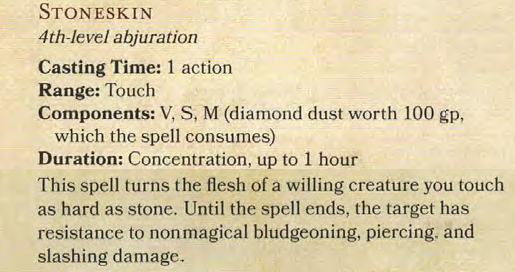 STONESKIN
4th-level abjuration
Casting Time: 1 action
Range: Touch
Components: V, S, M (diamond dust worth 100 gp,
which the spell consumes)
Duration: Concentration, up to 1 hour
This spell turns the flesh of a willing creature you touch
as hard as stone. Until the spell ends, the target has
resistance to nonmagical bludgeoning, piercing, and
slashing damage.